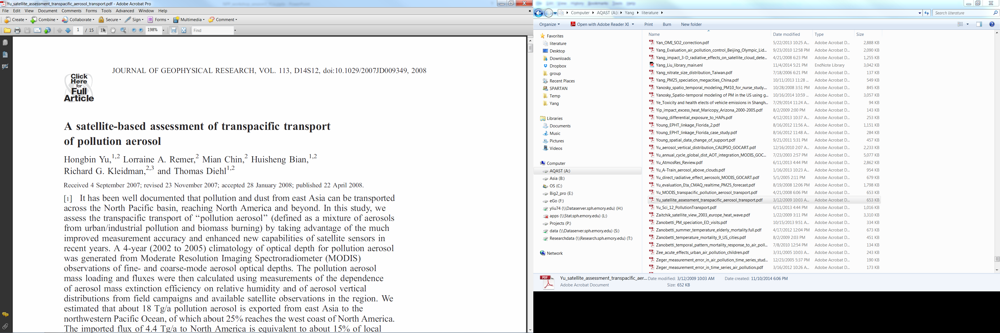 Yu_satellite_assessment_transpacific_aerosol_transport.pdf - Adobe Acrobat Pro
File Edit View Document Comments Forms Tools Advanced Window Help
Create Combine Collaborate Secure Sign Forms Multimedia Comment
1 / 15 198% Find
JOURNAL OF GEOPHYSICAL RESEARCH, VOL. 113, D14S12, doi:10.1029/2007JD009349, 2008
Click
Here
for
Full
Article
A satellite-based assessment of transpacific transport
of pollution aerosol
Hongbin Yu,1,2 Lorraine A. Remer,2 Mian Chin,2 Huisheng Bian,1,2
Richard G. Kleidman,2,3 and Thomas Diehl1,2
Received 4 September 2007; revised 23 November 2007; accepted 28 January 2008; published 22 April 2008.
[1] It has been well documented that pollution and dust from east Asia can be transported
across the North Pacific basin, reaching North America and beyond. In this study, we
assess the transpacific transport of “pollution aerosol” (defined as a mixture of aerosols
from urban/industrial pollution and biomass burning) by taking advantage of the much
improved measurement accuracy and enhanced new capabilities of satellite sensors in
recent years. A 4-year (2002 to 2005) climatology of optical depth for pollution aerosol
was generated from Moderate Resolution Imaging Spectroradiometer (MODIS)
observations of fine- and coarse-mode aerosol optical depths. The pollution aerosol
mass loading and fluxes were then calculated using measurements of the dependence
of aerosol mass extinction efficiency on relative humidity and of aerosol vertical
distributions from field campaigns and available satellite observations in the region. We
estimated that about 18 Tg/a pollution aerosol is exported from east Asia to the
northwestern Pacific Ocean, of which about 25% reaches the west coast of North America.
The imported flux of 4.4 Tg/a to North America is equivalent to about 15% of local
Computer AQAST (A:) Yang literature
Search literature
Organize Open with Adobe Reader XI Print Burn New folder
Favorites
literature
Desktop
Downloads
Dropbox
group
Recent Places
SPARTAN
Temp
Yang
Libraries
Documents
Music
Pictures
Videos
Computer
AQAST (A:)
Asia (B:)
OS (C:)
Big2_pro (E:)
eGo (F:)
yliu74 (\\Dataserver.sph.emory.edu) (H:)
apps (\\Stat.sph.emory.edu) (L:)
Projects (P:)
data (\\Dataserver.sph.emory.edu) (S:)
Researchdata (\\Research.sph.emory.edu) (T:)
Network
Name Date modified Type Size
Yan_OMI_SO2_correction.pdf 5/22/2013 10:25 A... Adobe Acrobat D... 2,888 KB
Yang_Evaluation_air_pollution_control_Beijing_Olympic_Lid... 9/23/2010 12:58 PM Adobe Acrobat D... 2,090 KB
Yang_impact_3-D_radiative_effects_on_satellite_cloud_dete... 4/21/2008 6:23 PM Adobe Acrobat D... 1,255 KB
Yang_Liu_library_main.enl 11/4/2014 5:21 PM EndNote Library 3,042 KB
Yang_nitrate_size_distribution_Taiwan.pdf 7/18/2006 6:21 PM Adobe Acrobat D... 137 KB
Yang_PM25_speciation_megacities_China.pdf 10/11/2013 11:28 ... Adobe Acrobat D... 549 KB
Yanosky_spatio_temporal_modeling_PM10_for_nurse_study.... 10/28/2008 3:51 PM Adobe Acrobat D... 845 KB
Yanosky_Spatio-temporal modeling of PM in the US using g... 10/16/2014 10:59 ... Adobe Acrobat D... 3,057 KB
Ye_Toxicity and health elects of vehicle emissions in Shangh... 7/29/2014 11:24 A... Adobe Acrobat D... 94 KB
Yip_impact_excess_heat_Maricopy_Arizona_2000-2005.pdf 8/2/2009 2:00 PM Adobe Acrobat D... 143 KB
Young_differential_exposure_to_HAPs.pdf 4/12/2013 10:37 A... Adobe Acrobat D... 253 KB
Young_EPHT_linkage_Florida_2.pdf 8/16/2012 11:56 A... Adobe Acrobat D... 1,151 KB
Young_EPHT_linkage_Florida_case_study.pdf 8/16/2012 11:48 A... Adobe Acrobat D... 284 KB
Young_spatial_data_change_of_support.pdf 9/21/2011 5:31 PM Adobe Acrobat D... 457 KB
Yu_aerosol_vertical_distribution_CALIPSO_GOCART.pdf 12/16/2010 2:07 A... Adobe Acrobat D... 2,233 KB
Yu_annual_cycle_global_dist_AOT_integration_MODIS_GOC... 7/23/2003 2:57 PM Adobe Acrobat D... 5,077 KB
Yu_AtmosRes_Review.pdf 6/11/2013 4:44 PM Adobe Acrobat D... 2,862 KB
Yu_A-Train_aerosol_above_clouds.pdf 1/16/2013 10:23 A... Adobe Acrobat D... 954 KB
Yu_direct_radiative_effect_aerosols_MODIS_GOCART.pdf 5/1/2005 2:11 PM Adobe Acrobat D... 679 KB
Yu_evaluation_Eta_CMAQ_realtime_PM25_forecast.pdf 8/19/2008 12:06 PM Adobe Acrobat D... 1,798 KB
Yu_MODIS_transpacific_pollution_aerosol_transport.pdf 4/21/2008 6:06 PM Adobe Acrobat D... 653 KB
Yu_satellite_assessment_transpacific_aerosol_transport.pdf 3/12/2009 10:03 A... Adobe Acrobat D... 653 KB
Yu_Sci_12_PollutionTransport.pdf 6/11/2013 4:44 PM Adobe Acrobat D... 1,016 KB
Zaitchik_satellite_view_2003_europe_heat_wave.pdf 1/22/2009 3:11 PM Adobe Acrobat D... 3,310 KB
Zanobetti_PM_speciation_ED_visits.pdf 10/15/2013 9:51 A... Adobe Acrobat D... 334 KB
Zanobetti_summer_temperature_elderly_mortality.full.pdf 4/17/2012 12:04 PM Adobe Acrobat D... 673 KB
Zanobetti_temperature_mortality_9_US_cities.pdf 8/2/2009 2:03 PM Adobe Acrobat D... 451 KB
Zanobetti_temporal_pattern_mortality_response_to_air_poll... 7/8/2010 12:54 PM Adobe Acrobat D... 134 KB
Zee_acute_effects_urban_air_pollution_children.pdf 3/31/2005 10:03 A... Adobe Acrobat D... 243 KB
Zeger_measurement_error_in_air_pollution_time_series_stud... 12/23/2005 5:37 PM Adobe Acrobat D... 190 KB
Zeger_measurement_error_in_time_series_air_pollution.pdf 3/16/2012 10:26 A... Adobe Acrobat D... 173 KB
PDF
Yu_satellite_assessment_transpacific_aer... Date modified: 3/12/2009 10:03 AM Date created: 11/10/2014 6:06 PM
Adobe Acrobat Document Size: 652 KB